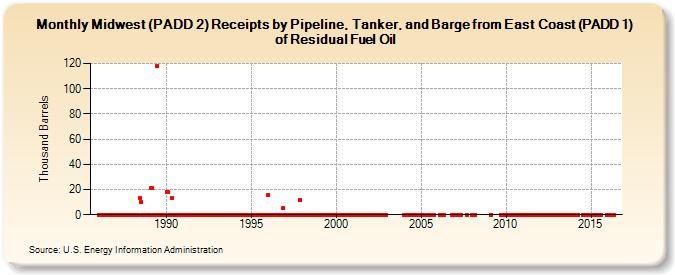 Monthly Midwest (PADD 2) Receipts by Pipeline, Tanker, and Barge from East Coast (PADD 1)
of Residual Fuel Oil
Thousand Barrels
120
100
80
60
40
20
0
1990 1995 2000 2005 2010 2015
Source: U.S. Energy Information Administration